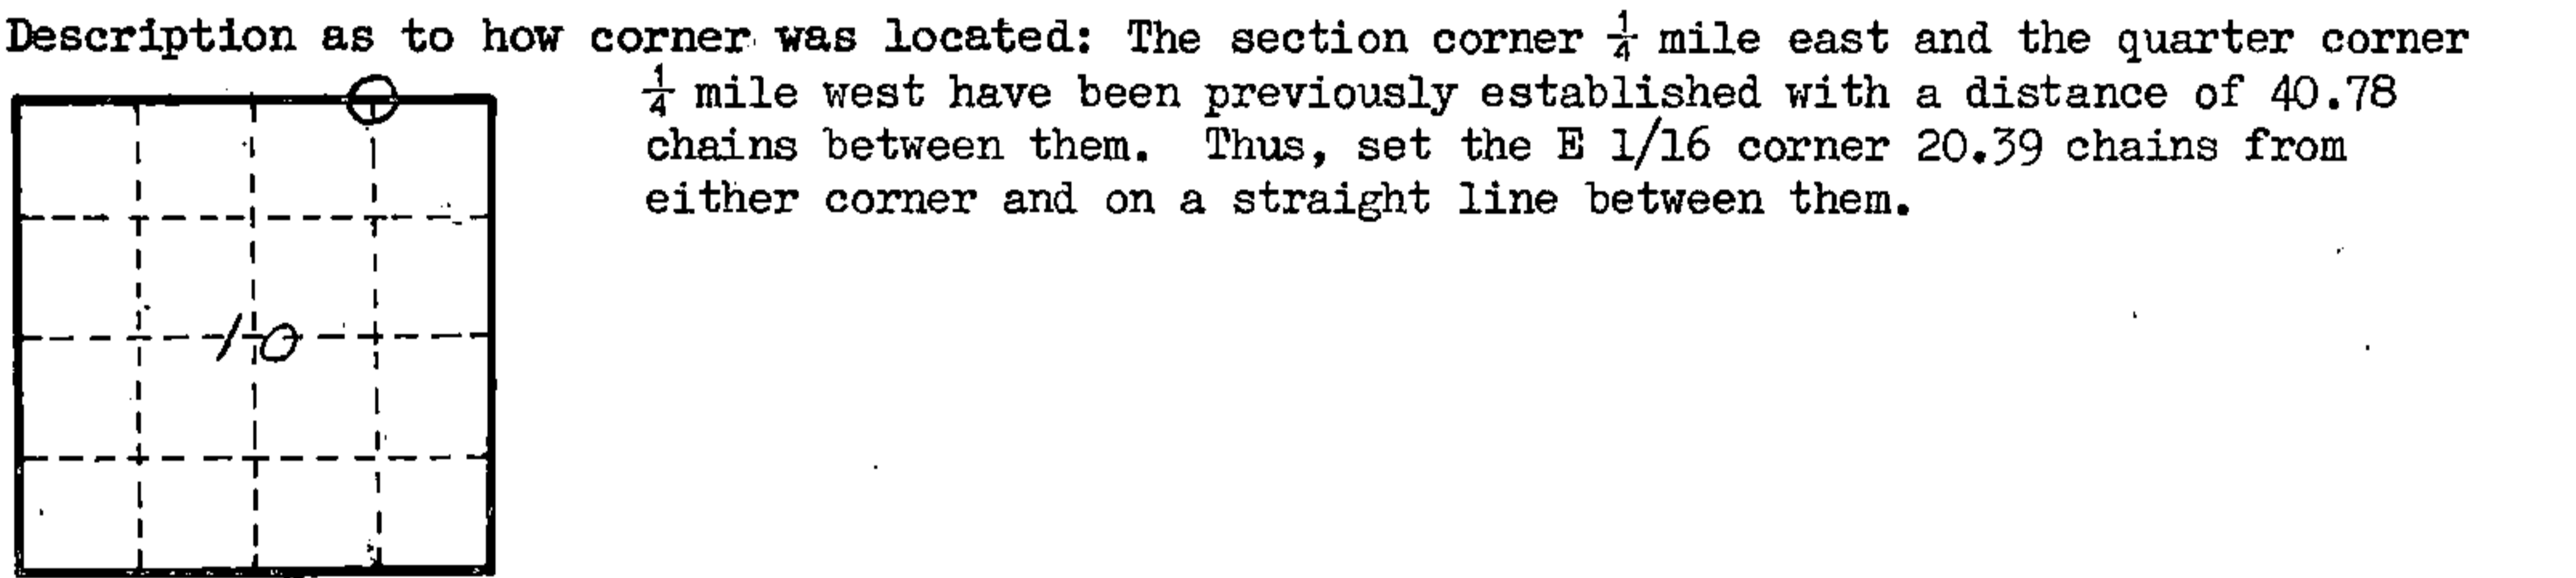 Description as to how corner was located: The section corner ¼ mile east and the quarter corner
¼ mile west have been previously established with a distance of 40.78
chains between them. Thus, set the E 1/16 corner 20.39 chains from
either corner and on a straight line between them.
10